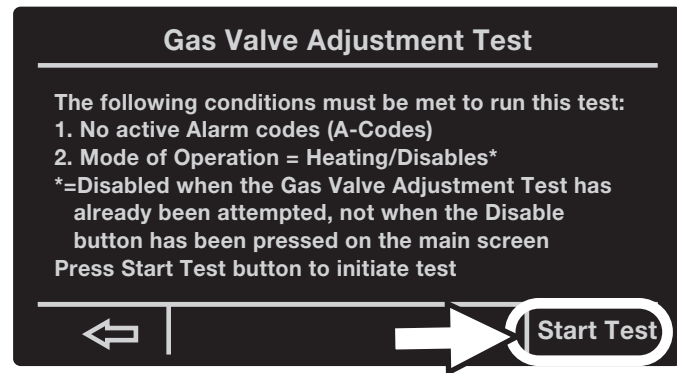 Gas Valve Adjustment Test
The following conditions must be met to run this test:
1. No active Alarm codes (A-Codes)
2. Mode of Operation = Heating/Disables*
*=Disabled when the Gas Valve Adjustment Test has
already been attempted, not when the Disable
button has been pressed on the main screen
Press Start Test button to initiate test
Start Test